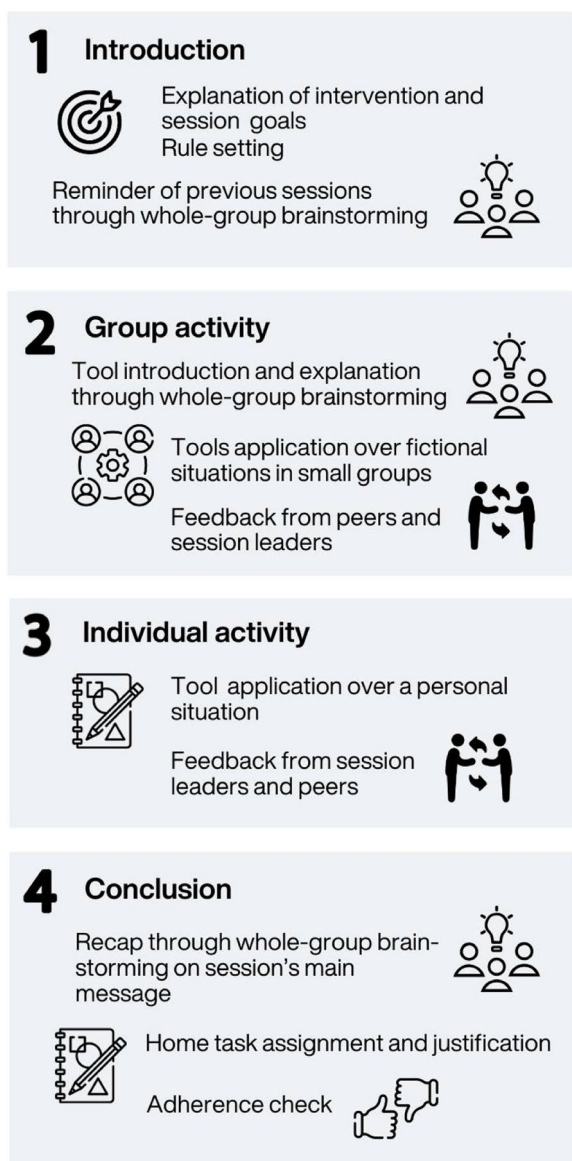 1 Introduction
Explanation of intervention and
session goals
Rule setting
Reminder of previous sessions
through whole-group brainstorming
2 Group activity
Tool introduction and explanation
through whole-group brainstorming
Tools application over fictional
situations in small groups
Feedback from peers and
session leaders
3 Individual activity
Tool application over a personal
situation
Feedback from session
leaders and peers
4 Conclusion
Recap through whole-group brain-
storming on session's main
message
Home task assignment and justification
Adherence check